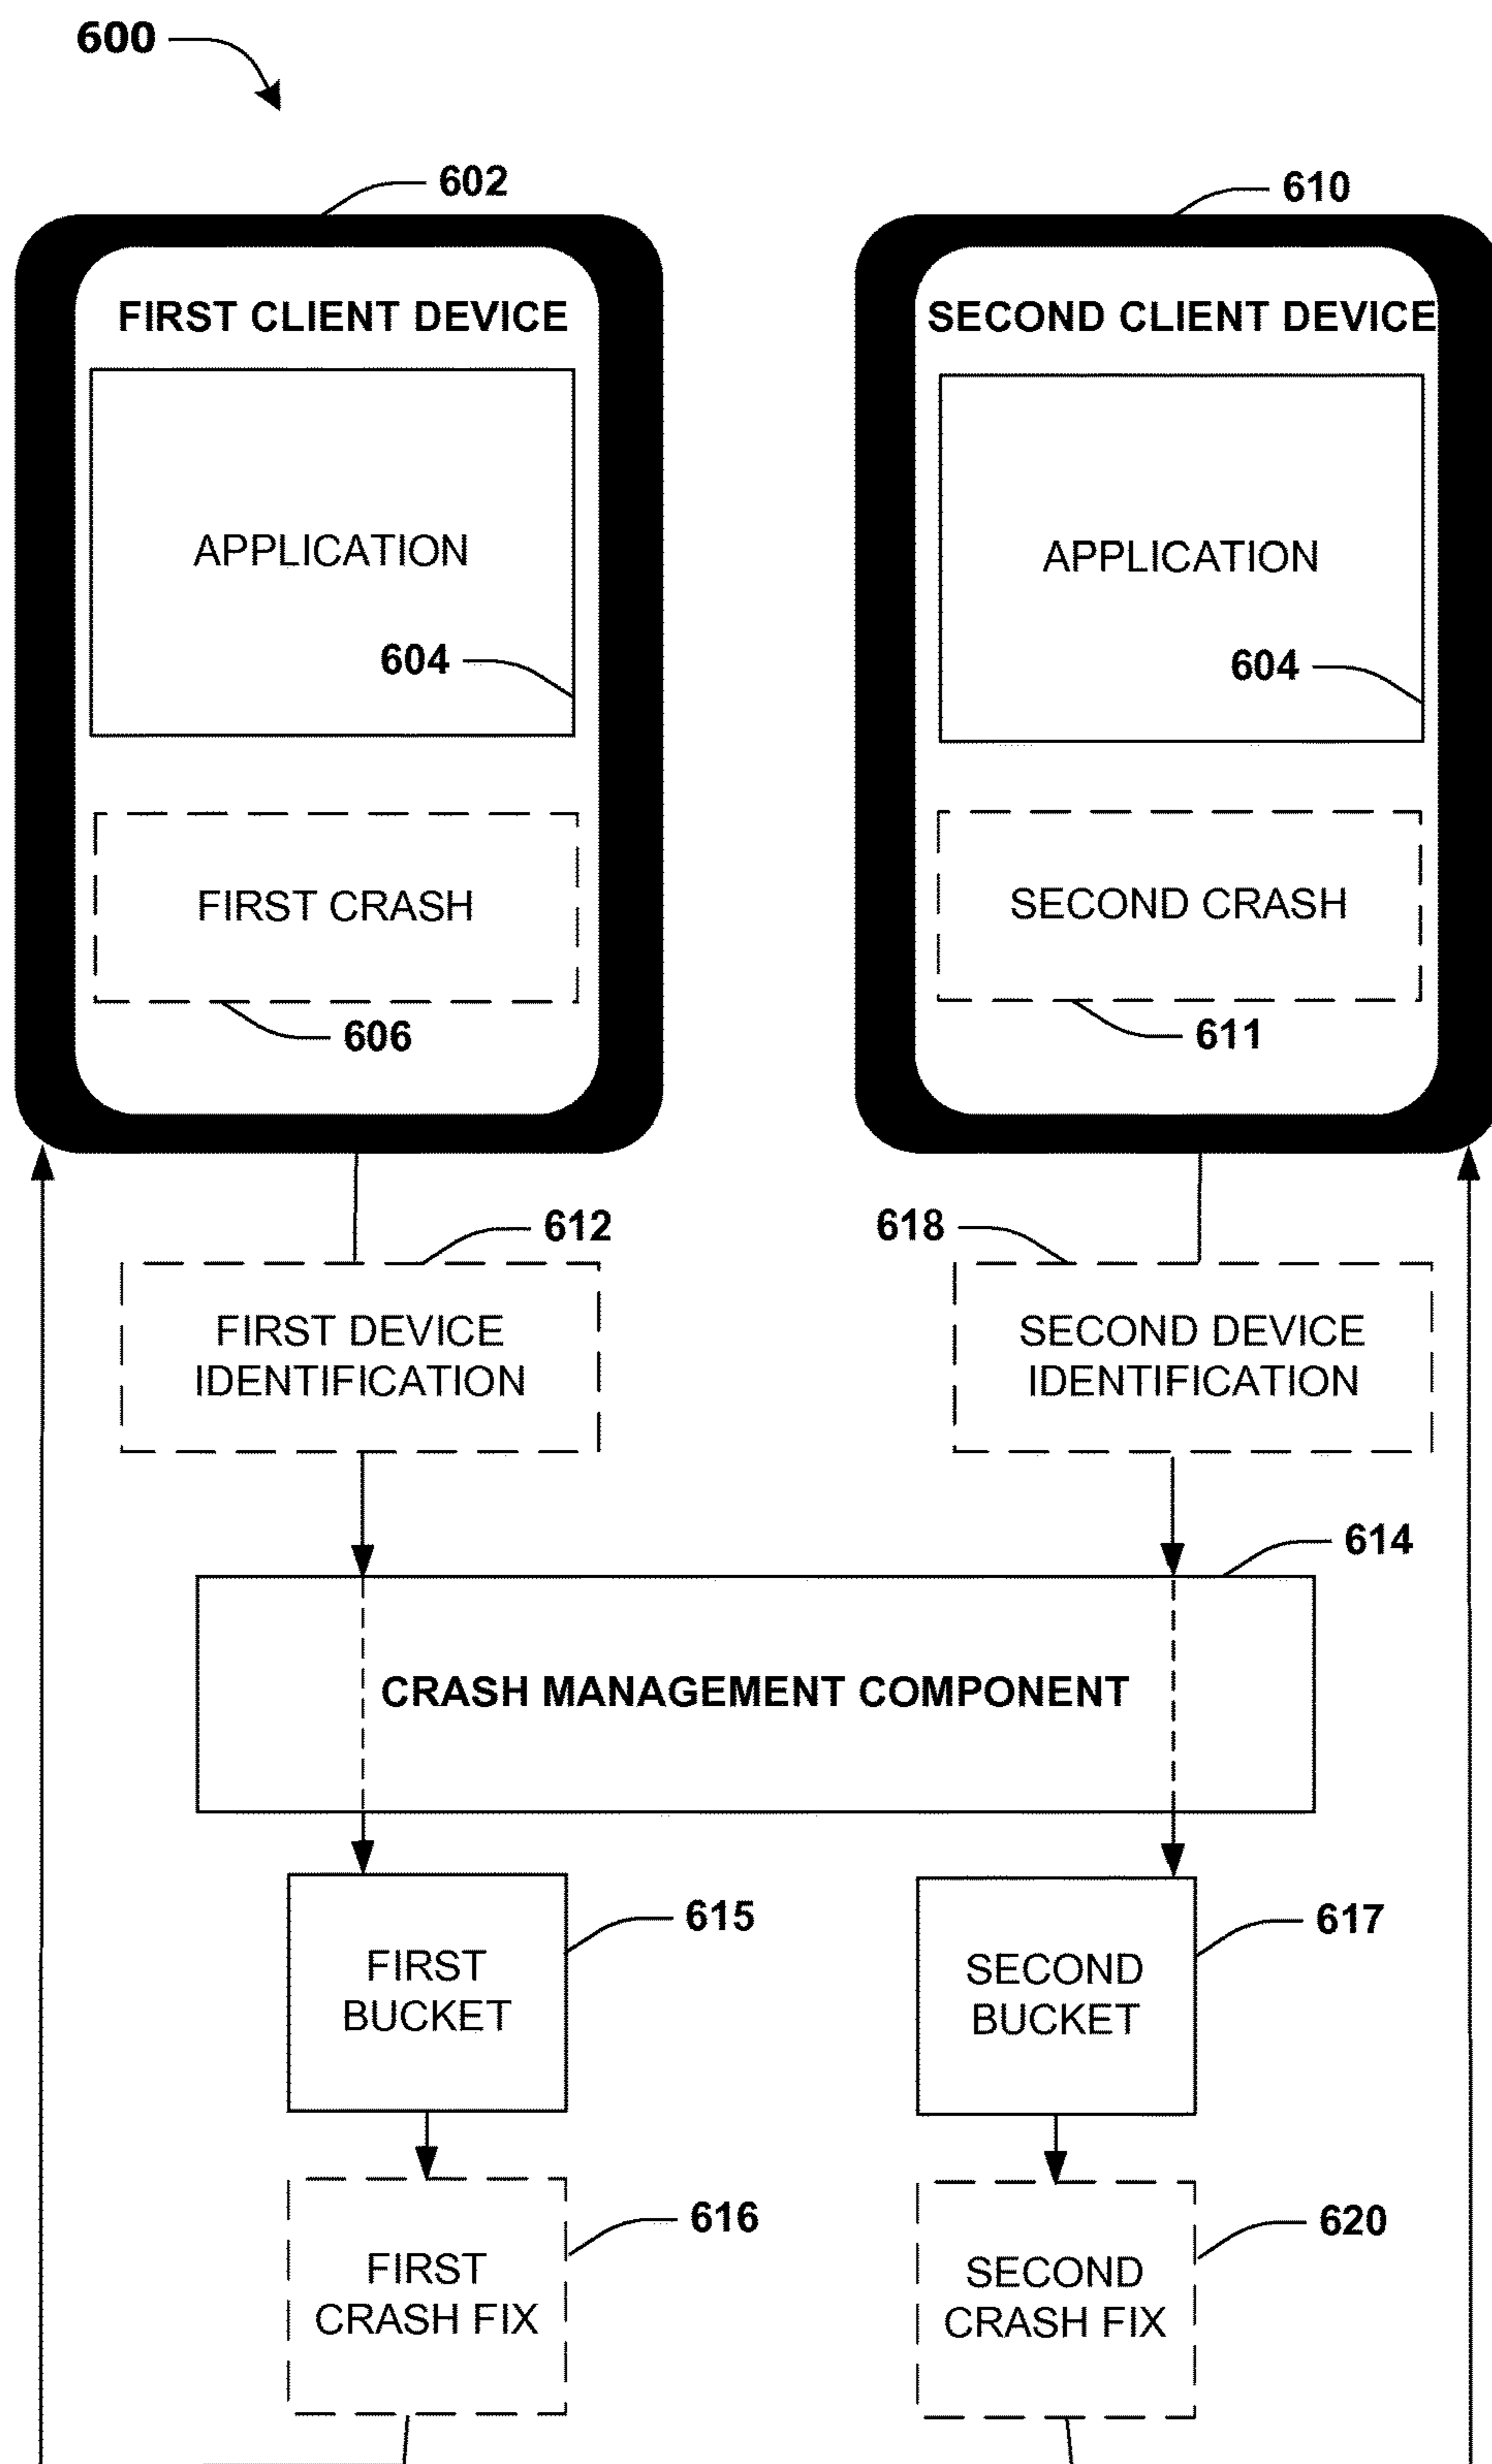 600
602
610
FIRST CLIENT DEVICE
SECOND CLIENT DEVICE
APPLICATION
APPLICATION
604
604
FIRST CRASH
SECOND CRASH
606
611
612
618
FIRST DEVICE
IDENTIFICATION
SECOND DEVICE
IDENTIFICATION
614
CRASH MANAGEMENT COMPONENT
615
617
FIRST
BUCKET
SECOND
BUCKET
616
620
FIRST
CRASH FIX
SECOND
CRASH FIX